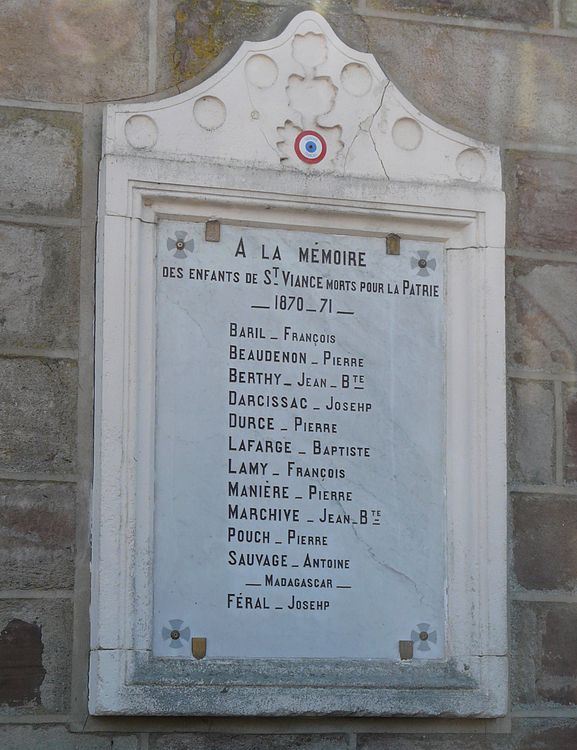 A LA MÉMOIRE
DES ENFANTS DE ST VIANCE MORTS POUR LA PATRIE
— 1870_71 —
BARIL _ FRANÇOIS
BEAUDENON _ PIERRE
BERTHY _ JEAN _ BTE
DARCISSAC _ JOSEHP
DURCE _ PIERRE
LAFARGE _ BAPTISTE
LAMY _ FRANÇOIS
MANIÈRE _ PIERRE
MARCHIVE _ JEAN _ BTE
POUCH _ PIERRE
SAUVAGE _ ANTOINE
— MADAGASCAR —
FÉRAL _ JOSEHP